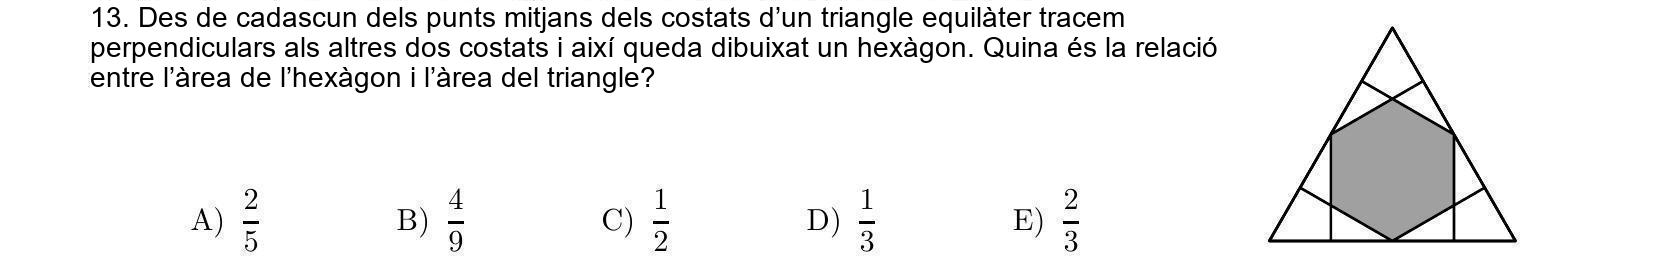 13. Des de cadascun dels punts mitjans dels costats d’un triangle equilàter tracem
perpendiculars als altres dos costats i així queda dibuixat un hexàgon. Quina és la relació
entre l’àrea de l’hexàgon i l’àrea del triangle?
A) 2/5 B) 4/9 C) 1/2 D) 1/3 E) 2/3